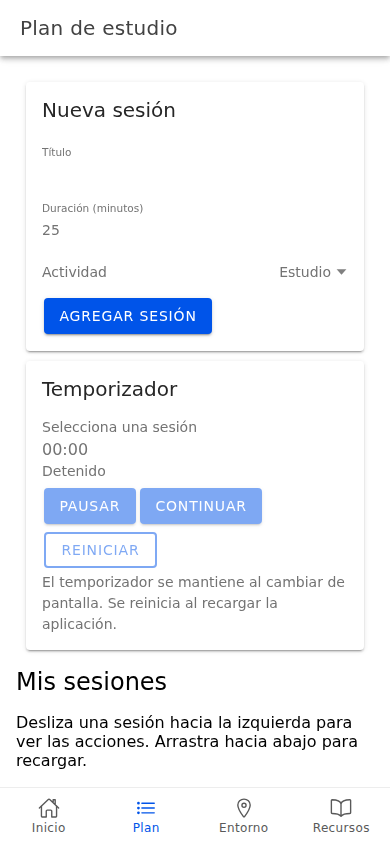 Plan de estudio
Nueva sesión
Título
Duración (minutos)
25
Actividad Estudio
AGREGAR SESIÓN
Temporizador
Selecciona una sesión
00:00
Detenido
PAUSAR CONTINUAR
REINICIAR
El temporizador se mantiene al cambiar de
pantalla. Se reinicia al recargar la
aplicación.
Mis sesiones
Desliza una sesión hacia la izquierda para
ver las acciones. Arrastra hacia abajo para
recargar.
Inicio Plan Entorno Recursos